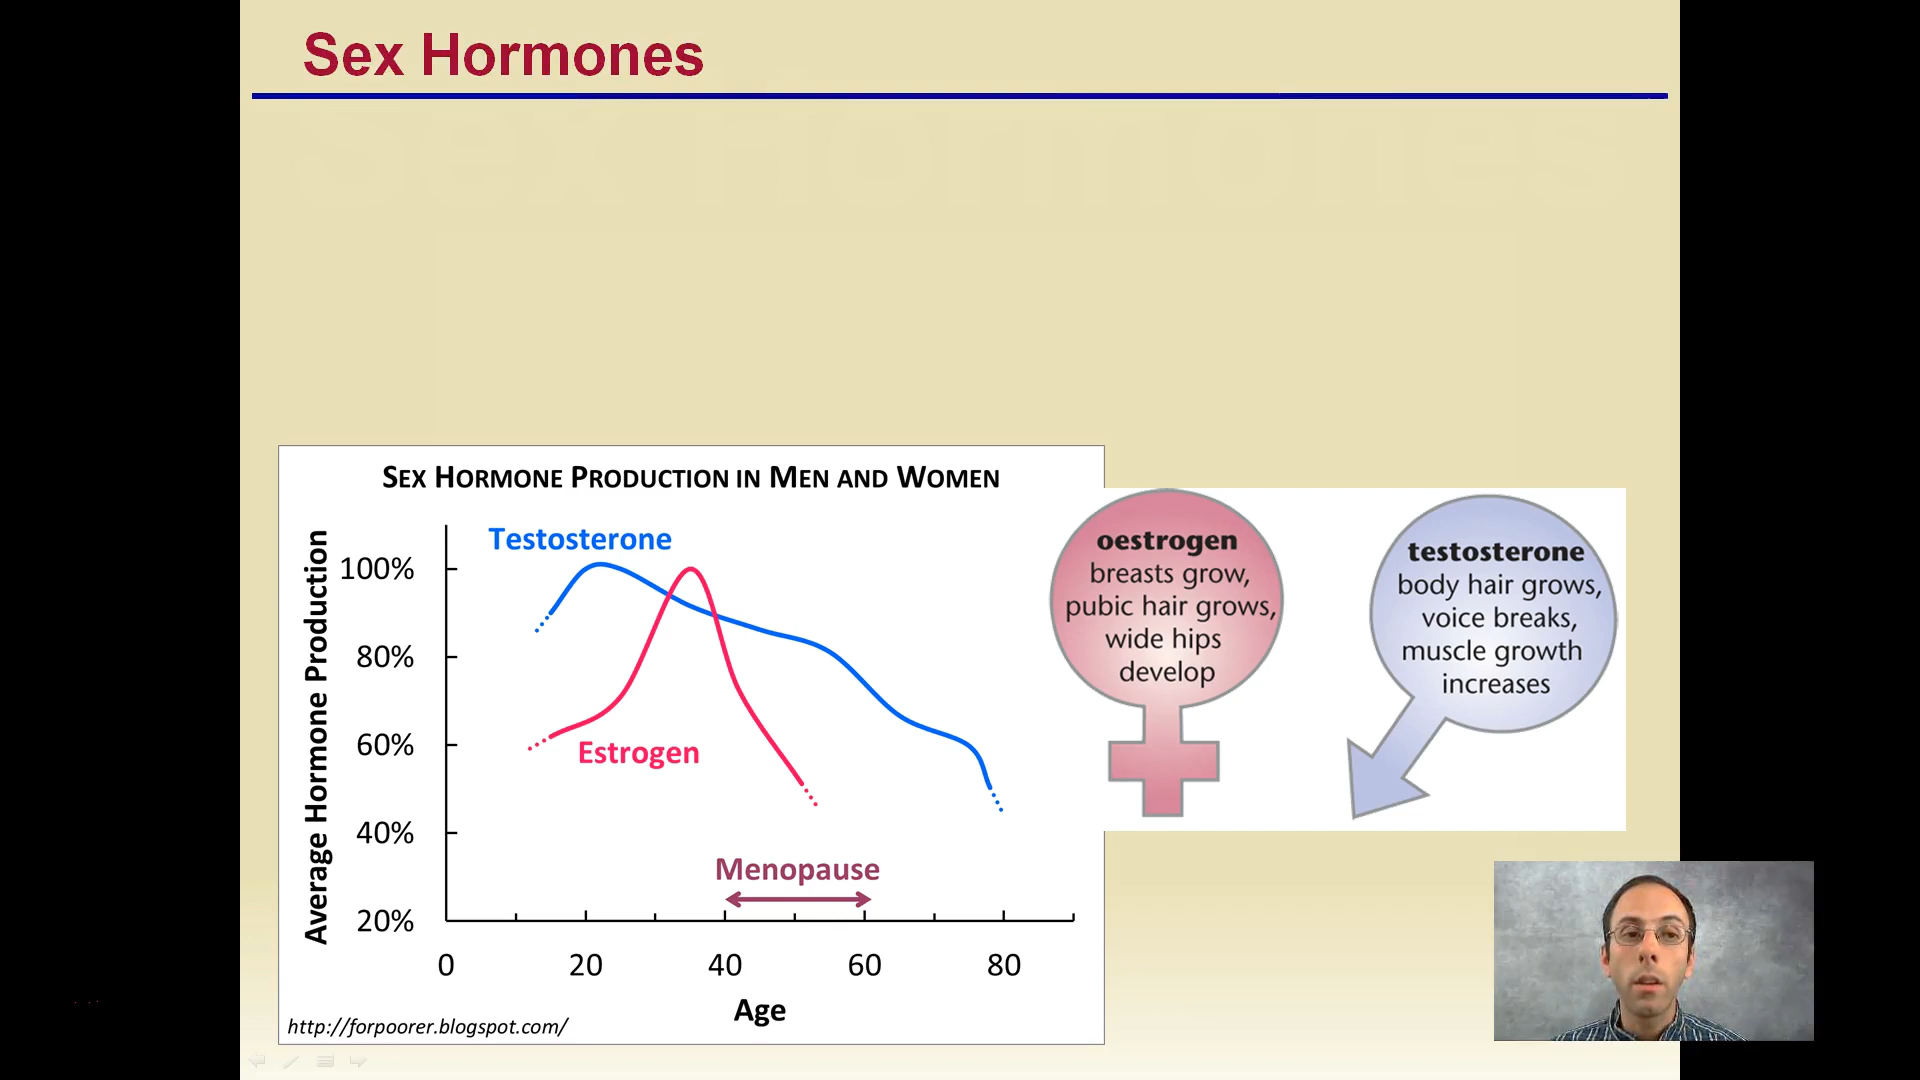 Sex Hormones
SEX HORMONE PRODUCTION IN MEN AND WOMEN
Average Hormone Production
100%
80%
60%
40%
20%
Testosterone
Estrogen
Menopause
0 20 40 60 80
Age
http://forpoorer.blogspot.com/
oestrogen
breasts grow,
pubic hair grows,
wide hips
develop
testosterone
body hair grows,
voice breaks,
muscle growth
increases